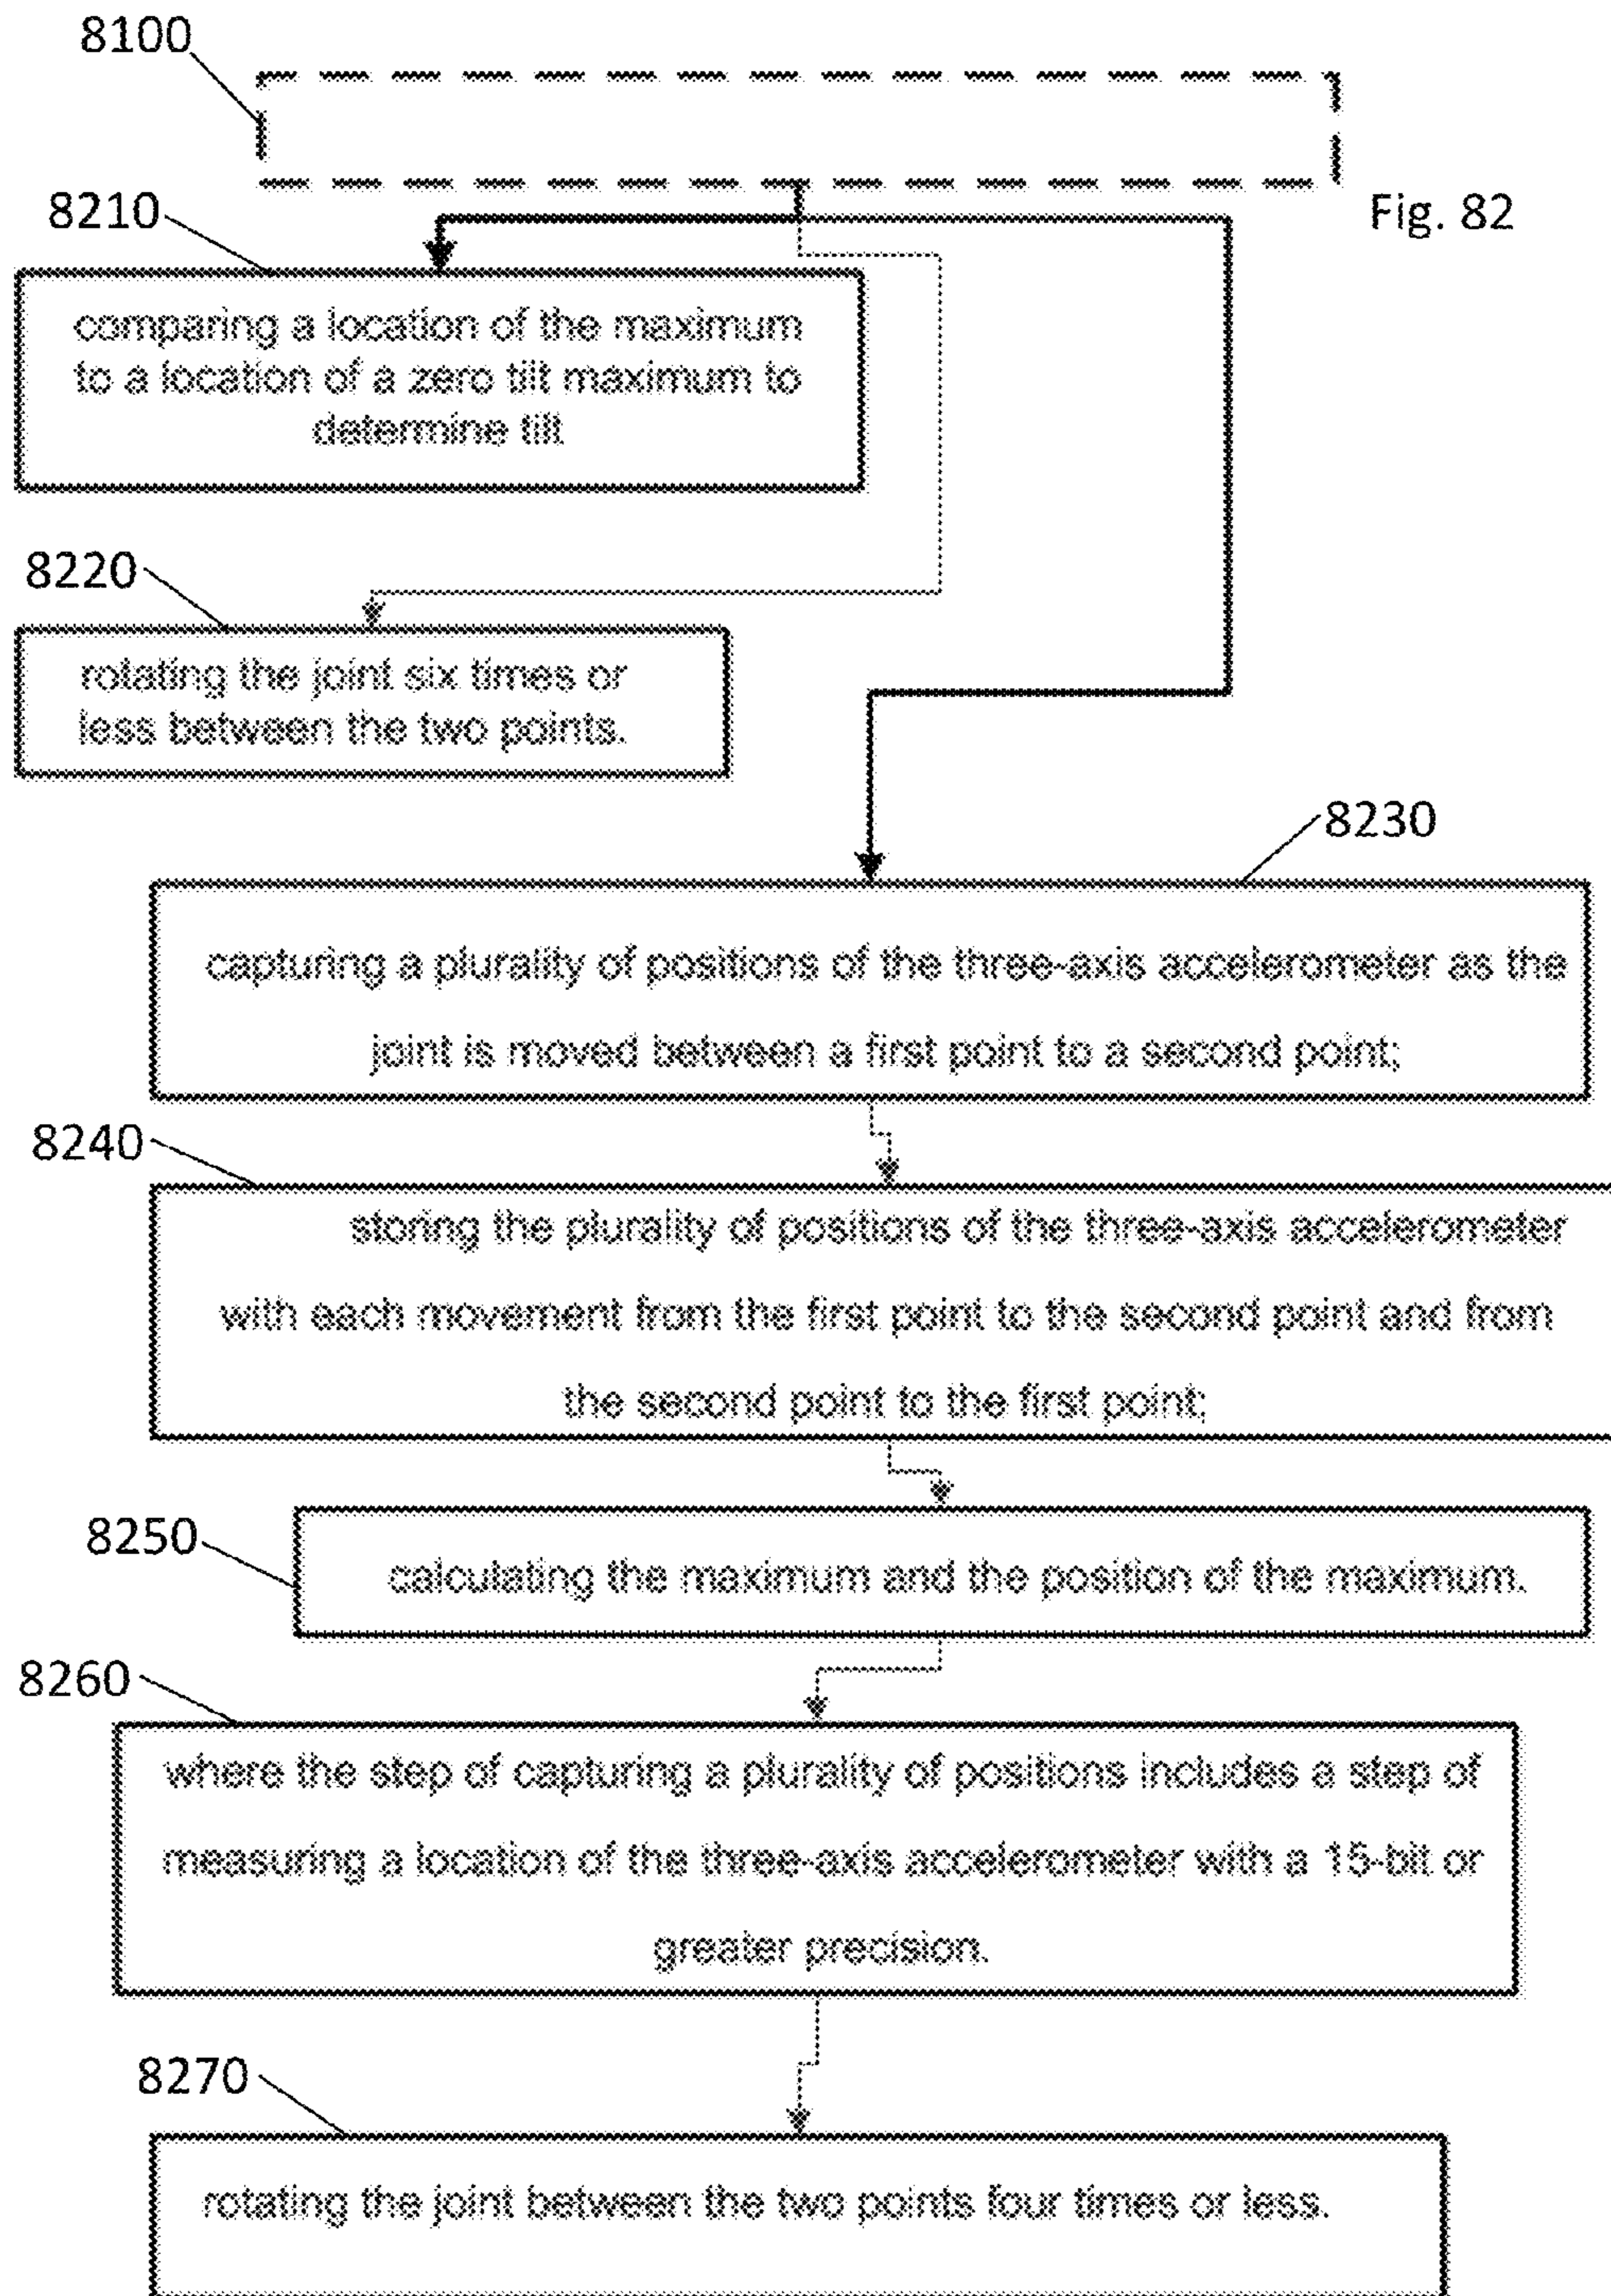 8100
Fig. 82
8210
comparing a location of the maximum
to a location of a zero tilt maximum to
determine tilt
8220
rotating the joint six times or
less between the two points.
8230
capturing a plurality of positions of the three-axis accelerometer as the
joint is moved between a first point to a second point;
8240
storing the plurality of positions of the three-axis accelerometer
with each movement from the first point to the second point and from
the second point to the first point;
8250
calculating the maximum and the position of the maximum.
8260
where the step of capturing a plurality of positions includes a step of
measuring a location of the three-axis accelerometer with a 15-bit or
greater precision.
8270
rotating the joint between the two points four times or less.